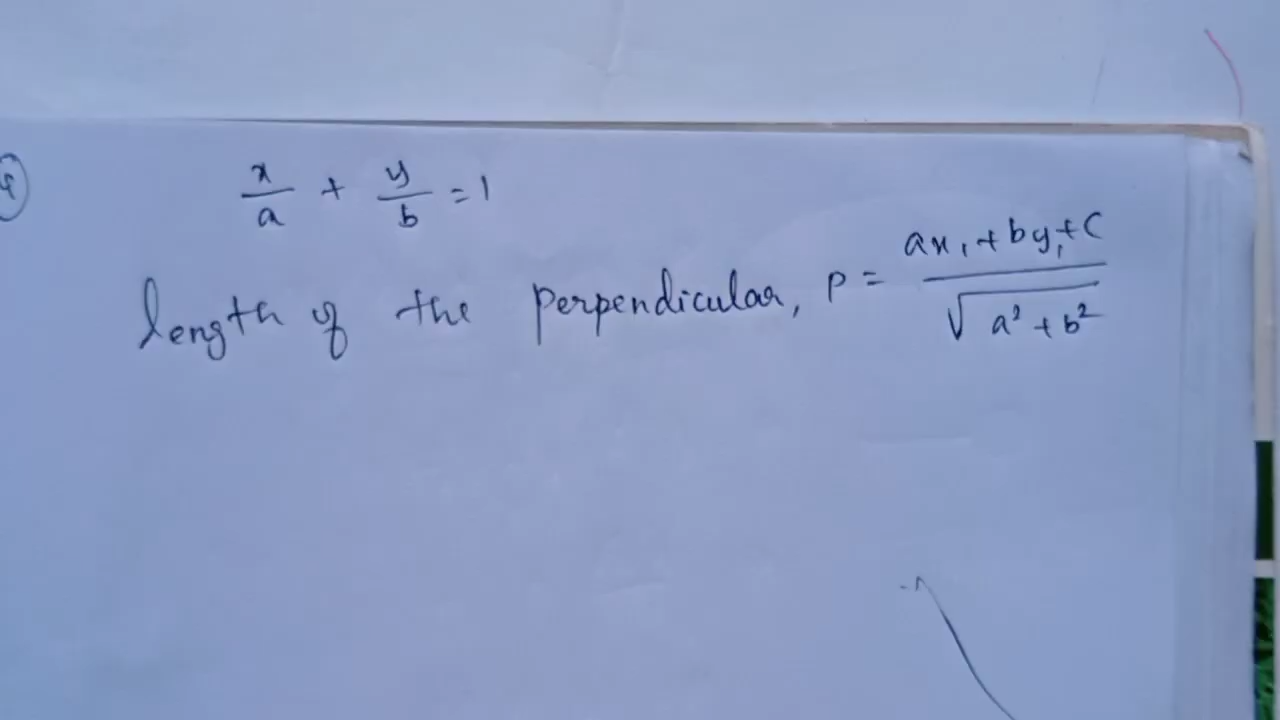 4
x/a + y/b = 1
length of the perpendicular, P = (ax₁ + by₁ + c)/√(a² + b²)